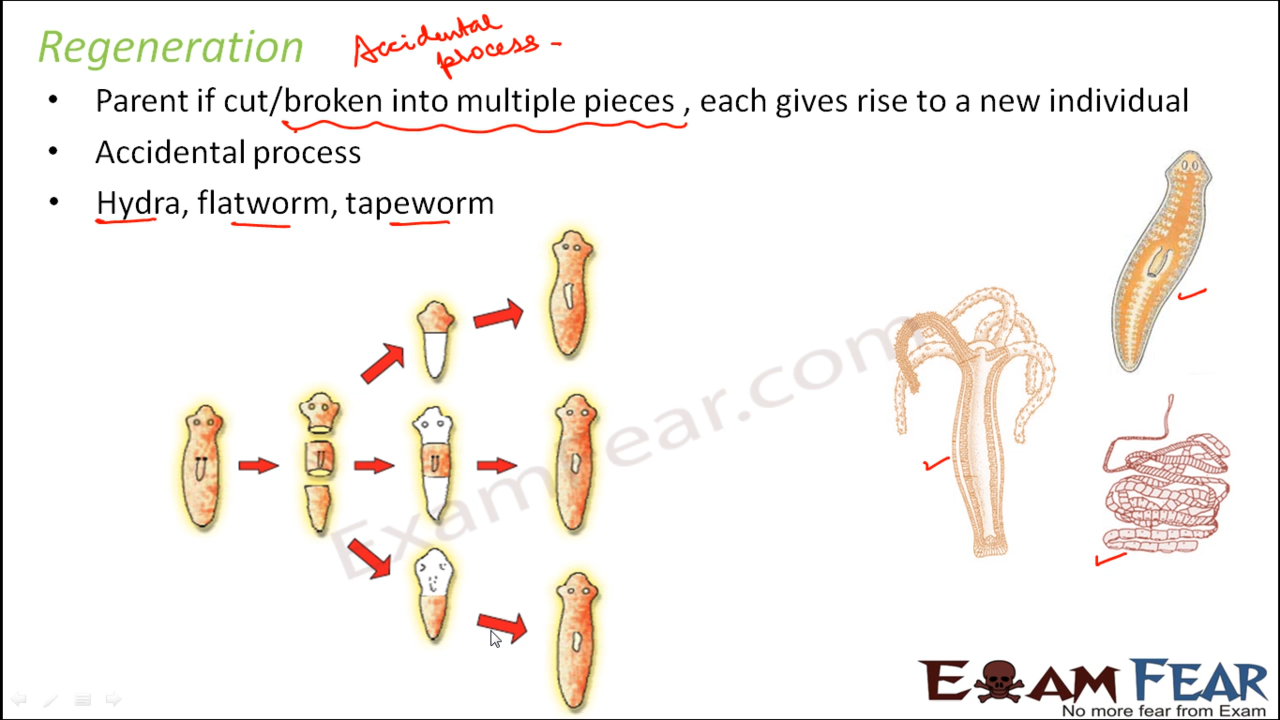 Regeneration
Accidental
process -
• Parent if cut/broken into multiple pieces , each gives rise to a new individual
• Accidental process
• Hydra, flatworm, tapeworm
Examfear.com
EXAM FEAR
No more fear from Exam